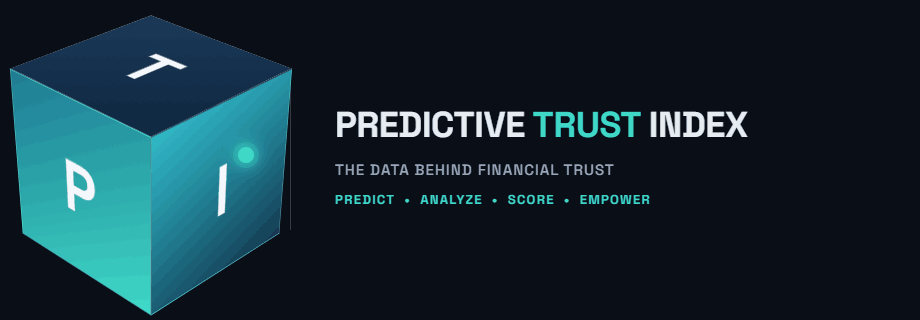 T
P
I
PREDICTIVE TRUST INDEX
THE DATA BEHIND FINANCIAL TRUST
PREDICT • ANALYZE • SCORE • EMPOWER